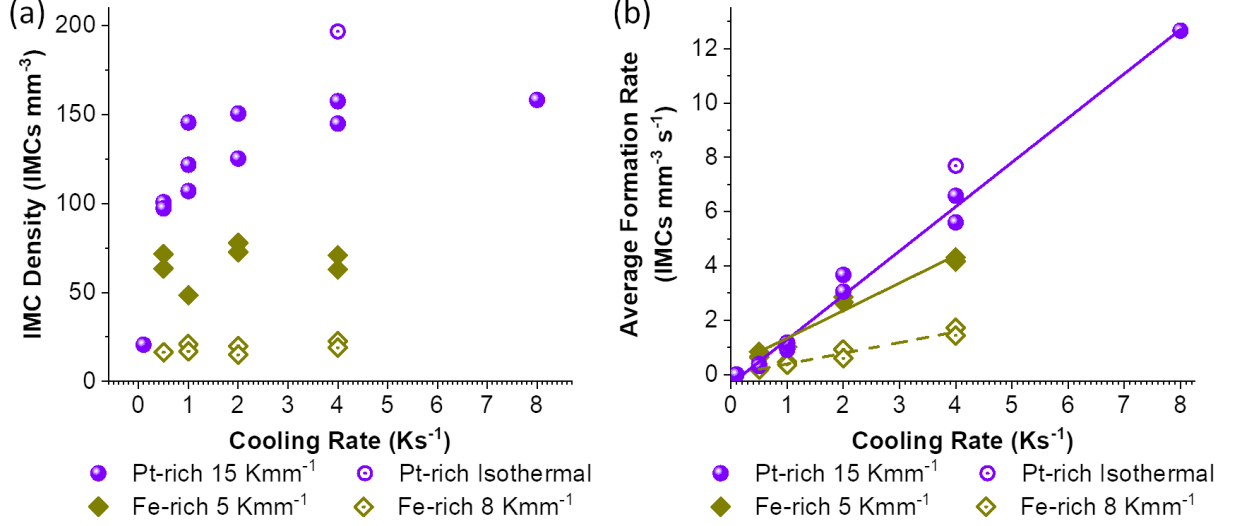 (a)
IMC Density (IMCs mm⁻³)
200
150
100
50
0
0 1 2 3 4 5 6 7 8
Cooling Rate (Ks⁻¹)
Pt-rich 15 Kmm⁻¹ Pt-rich Isothermal
Fe-rich 5 Kmm⁻¹ Fe-rich 8 Kmm⁻¹
(b)
Average Formation Rate
(IMCs mm⁻³ s⁻¹)
12
10
8
6
4
2
0
0 1 2 3 4 5 6 7 8
Cooling Rate (Ks⁻¹)
Pt-rich 15 Kmm⁻¹ Pt-rich Isothermal
Fe-rich 5 Kmm⁻¹ Fe-rich 8 Kmm⁻¹